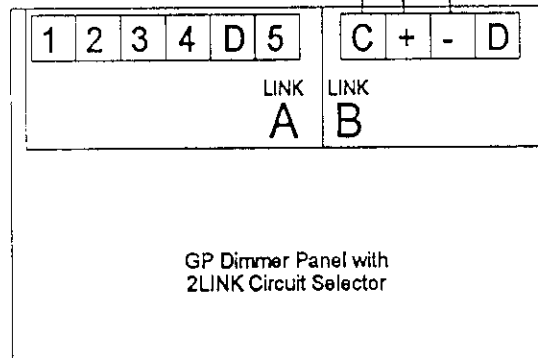 1 2 3 4 D 5 C + - D
LINK LINK
A B
GP Dimmer Panel with
2LINK Circuit Selector